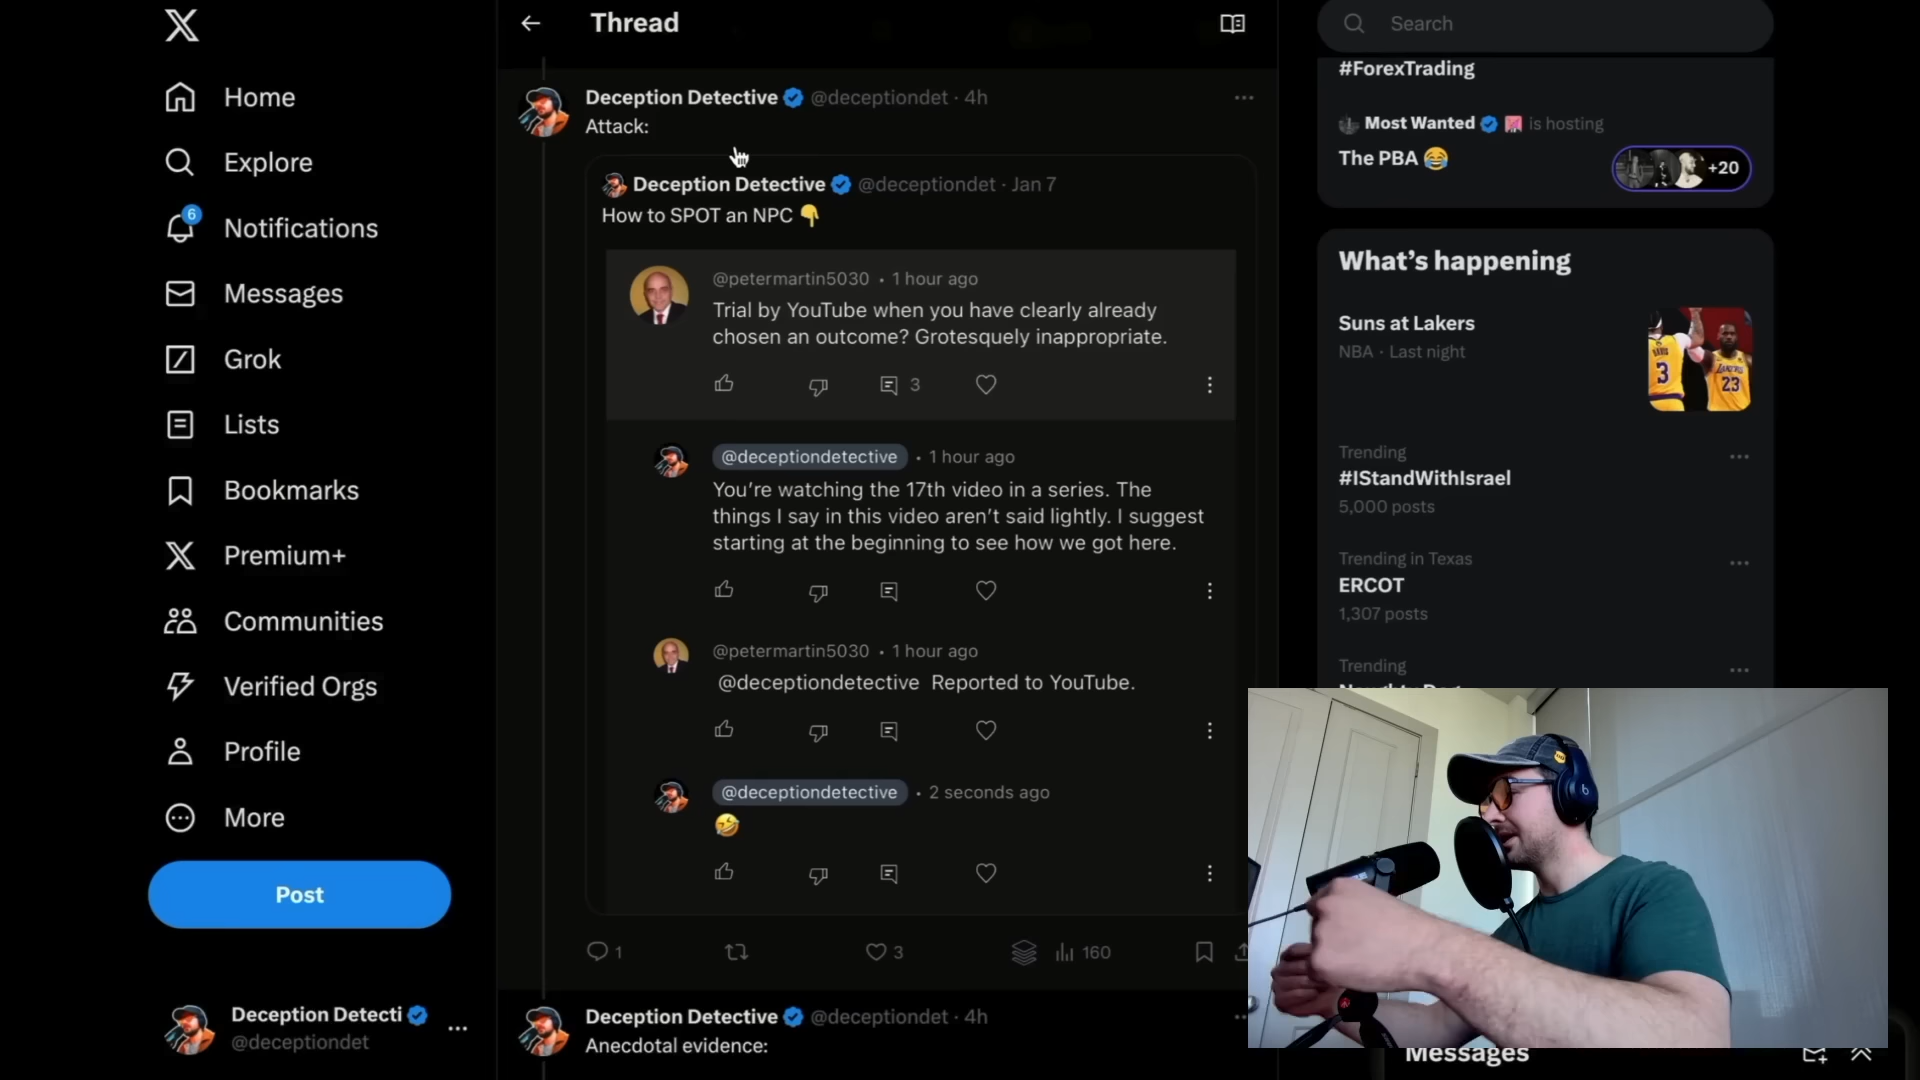 Home
Explore
6
Notifications
Messages
Grok
Lists
Bookmarks
Premium+
Communities
Verified Orgs
Profile
More
Post
Deception Detecti
@deceptiondet
Thread
Deception Detective @deceptiondet · 4h
Attack:
Deception Detective @deceptiondet · Jan 7
How to SPOT an NPC 👇
@petermartin5030 • 1 hour ago
Trial by YouTube when you have clearly already
chosen an outcome? Grotesquely inappropriate.
3
@deceptiondetective • 1 hour ago
You're watching the 17th video in a series. The
things I say in this video aren't said lightly. I suggest
starting at the beginning to see how we got here.
@petermartin5030 • 1 hour ago
@deceptiondetective Reported to YouTube.
@deceptiondetective • 2 seconds ago
🤣
1 3 160
Deception Detective @deceptiondet · 4h
Anecdotal evidence:
Search
#ForexTrading
Most Wanted is hosting
The PBA 😂
+20
What's happening
Suns at Lakers
NBA · Last night
Trending
#IStandWithIsrael
5,000 posts
Trending in Texas
ERCOT
1,307 posts
Trending
Messages